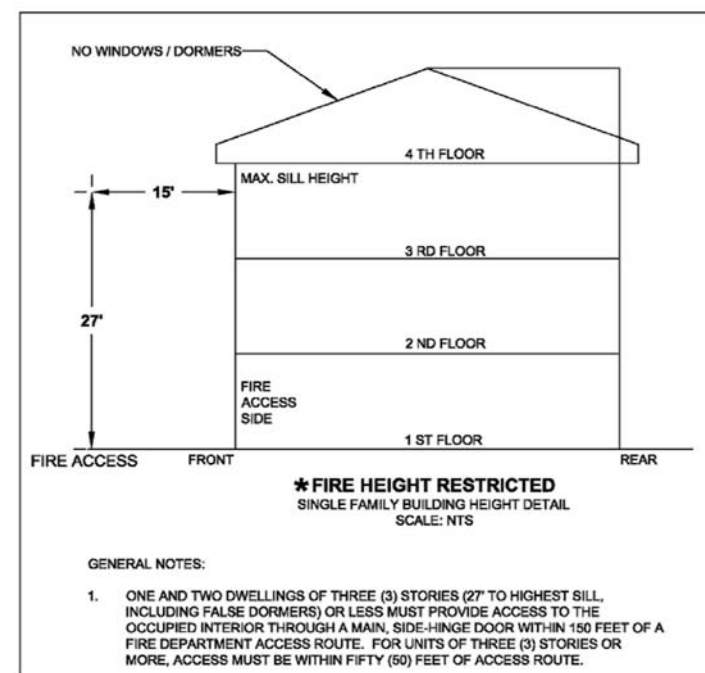 NO WINDOWS / DORMERS
4 TH FLOOR
MAX. SILL HEIGHT
15'
3 RD FLOOR
27'
2 ND FLOOR
FIRE
ACCESS
SIDE
1 ST FLOOR
FIRE ACCESS
FRONT
REAR
*FIRE HEIGHT RESTRICTED
SINGLE FAMILY BUILDING HEIGHT DETAIL
SCALE: NTS
GENERAL NOTES:
1. ONE AND TWO DWELLINGS OF THREE (3) STORIES (27' TO HIGHEST SILL,
INCLUDING FALSE DORMERS) OR LESS MUST PROVIDE ACCESS TO THE
OCCUPIED INTERIOR THROUGH A MAIN, SIDE-HINGE DOOR WITHIN 150 FEET OF A
FIRE DEPARTMENT ACCESS ROUTE. FOR UNITS OF THREE (3) STORIES OR
MORE, ACCESS MUST BE WITHIN FIFTY (50) FEET OF ACCESS ROUTE.